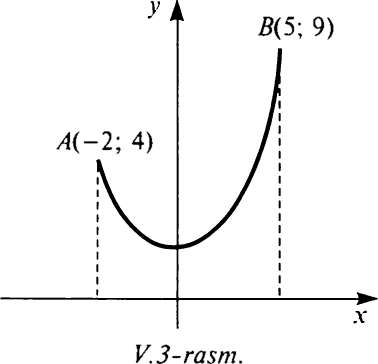 y
B(5; 9)
A(−2; 4)
x
V.3-rasm.